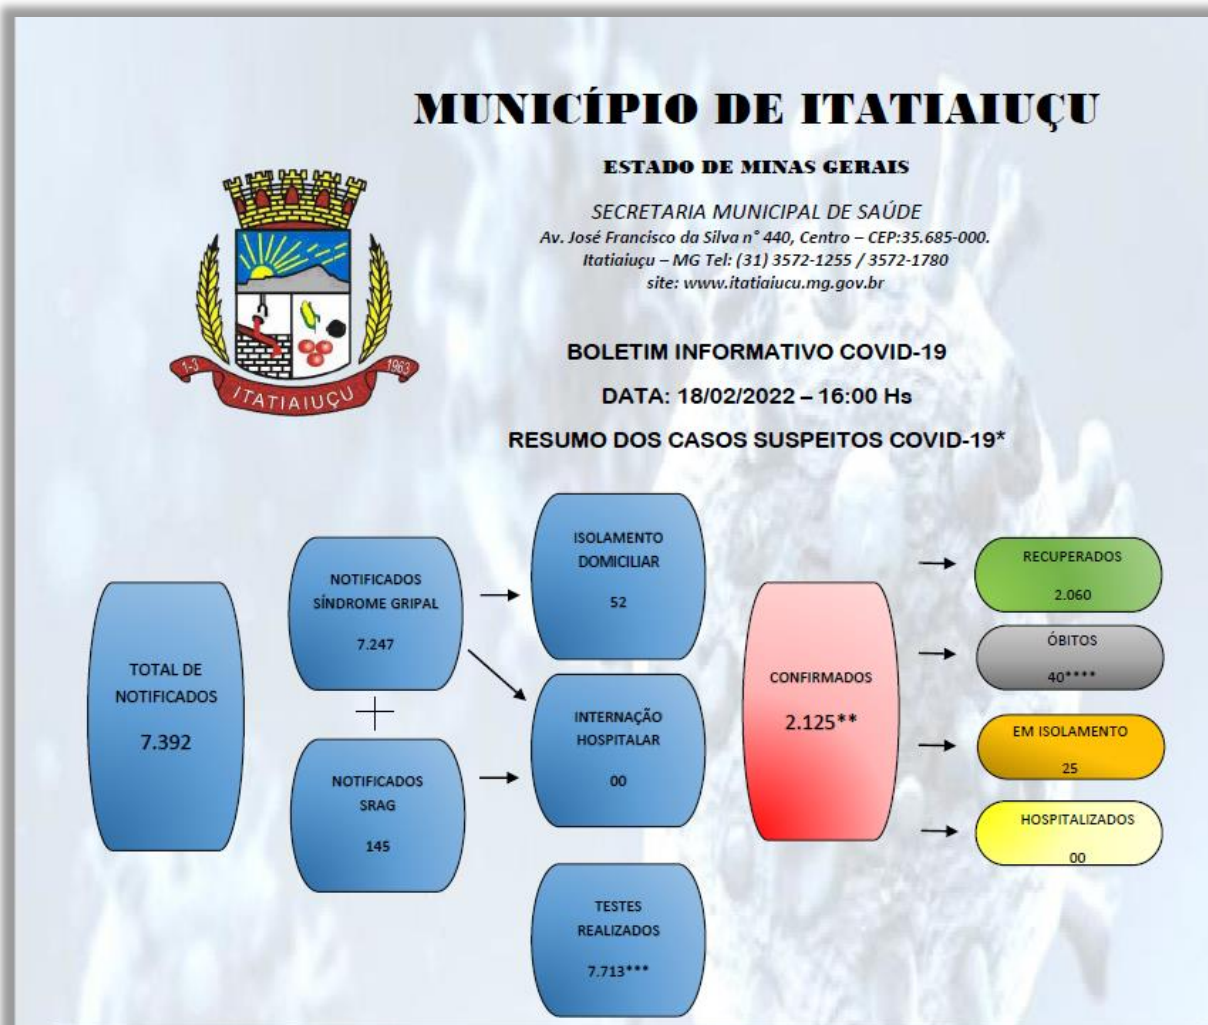 MUNICÍPIO DE ITATIAIUÇU
ESTADO DE MINAS GERAIS
SECRETARIA MUNICIPAL DE SAÚDE
Av. José Francisco da Silva n° 440, Centro – CEP:35.685-000.
Itatiaiuçu – MG Tel: (31) 3572-1255 / 3572-1780
site: www.itatiaiucu.mg.gov.br
1-3
1963
ITATIAIUÇU
BOLETIM INFORMATIVO COVID-19
DATA: 18/02/2022 – 16:00 Hs
RESUMO DOS CASOS SUSPEITOS COVID-19*
TOTAL DE
NOTIFICADOS
7.392
NOTIFICADOS
SÍNDROME GRIPAL
7.247
NOTIFICADOS
SRAG
145
ISOLAMENTO
DOMICILIAR
52
INTERNAÇÃO
HOSPITALAR
00
TESTES
REALIZADOS
7.713***
CONFIRMADOS
2.125**
RECUPERADOS
2.060
ÓBITOS
40****
EM ISOLAMENTO
25
HOSPITALIZADOS
00